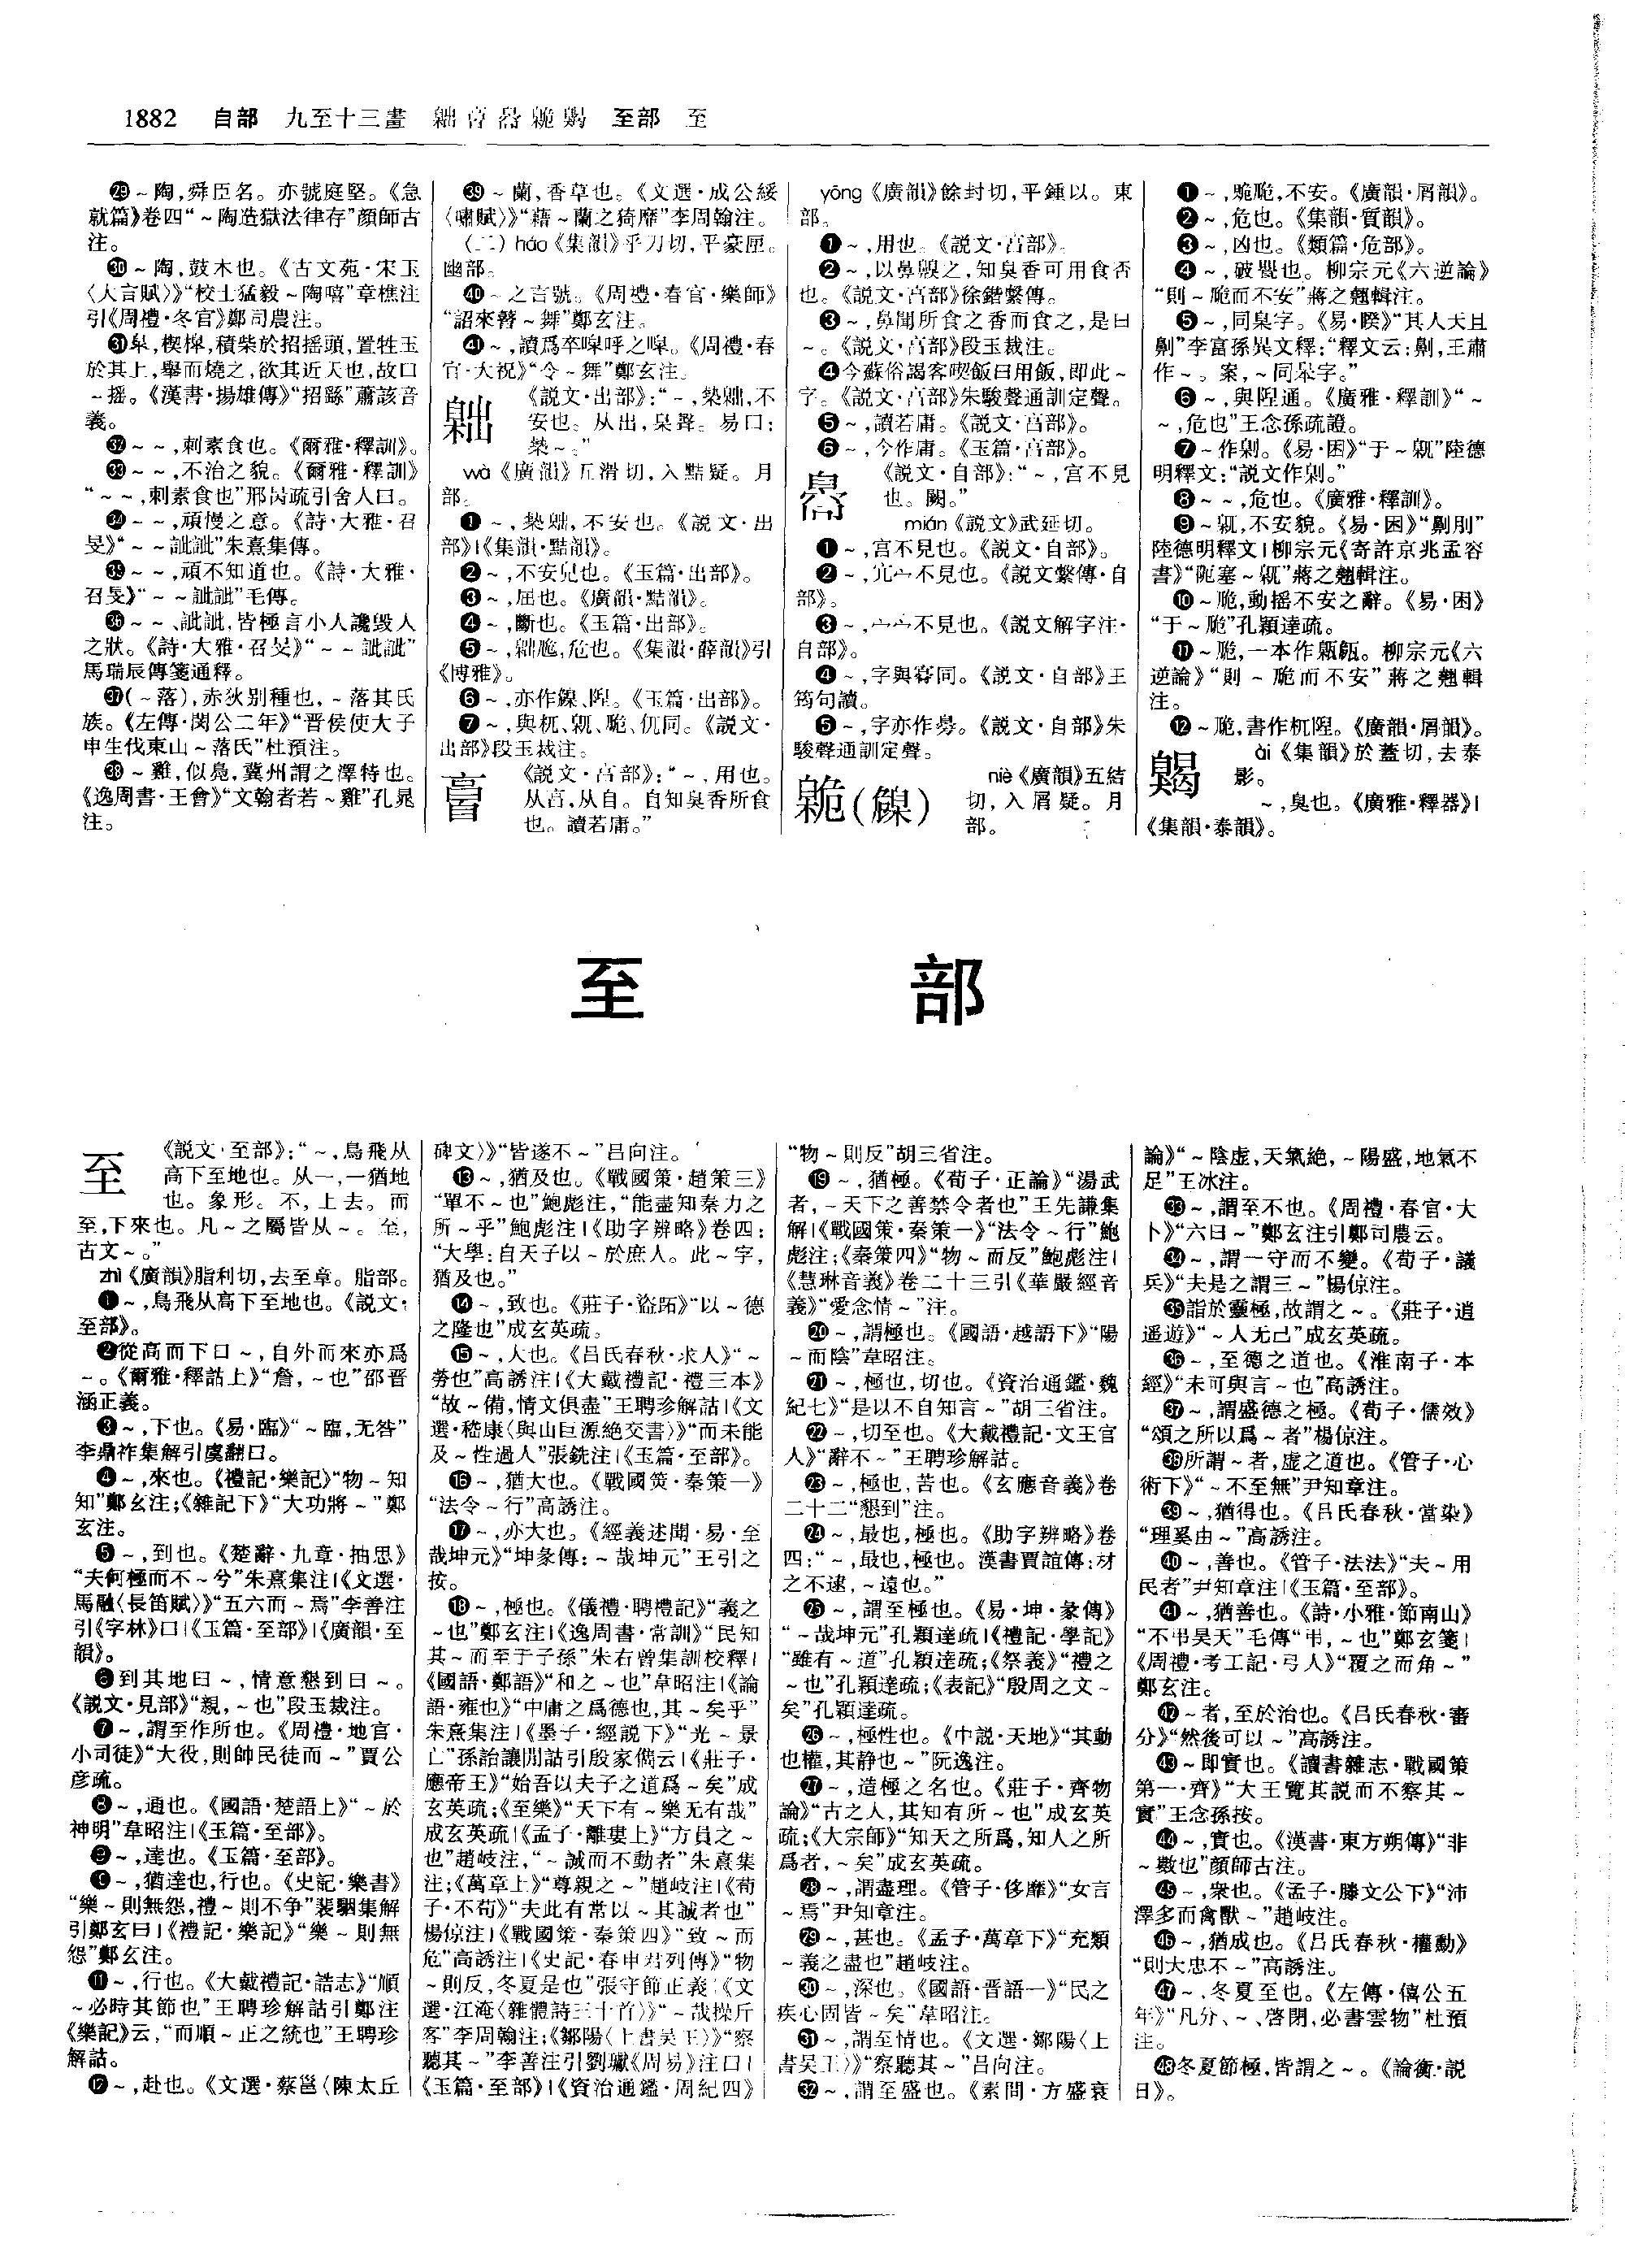 1882 自部 九至十三畫 𦤞𣆪𦤝臲𦤦 至部 至
㉙～陶,舜臣名。亦號庭堅。《急
就篇》卷四“～陶造獄法律存”顔師古
注。
㉚～陶,鼓木也。《古文苑·宋玉
〈大言賦〉》“校士猛毅～陶嘻”章樵注
引《周禮·冬官》鄭司農注。
㉛皋,楔槔,積柴於招摇頭,置牲玉
於其上,舉而燒之,欲其近天也,故曰
～摇。《漢書·揚雄傳》“招繇”蕭該音
義。
㉜～～,刺素食也。《爾雅·釋訓》。
㉝～～,不治之貌。《爾雅·釋訓》
“～～,刺素食也”邢昺疏引舍人曰。
㉞～～,頑慢之意。《詩·大雅·召
旻》“～～訿訿”朱熹集傳。
㉟～～,頑不知道也。《詩·大雅·
召旻》“～～訿訿”毛傳。
㊱～～、訿訿,皆極言小人讒毁人
之狀。《詩·大雅·召旻》“～～訿訿”
馬瑞辰傳箋通釋。
㊲(～落),赤狄别種也,～落其氏
族。《左傳·閔公二年》“晉侯使大子
申生伐東山～落氏”杜預注。
㊳～雞,似鳧,冀州謂之澤特也。
《逸周書·王會》“文翰者若～雞”孔晁
注。
㊴～蘭,香草也。《文選·成公綏
〈嘯賦〉》“藉～蘭之猗靡”李周翰注。
(二) háo《集韻》乎刀切,平豪匣。
幽部。
㊵～之言號。《周禮·春官·樂師》
“詔來瞽～舞”鄭玄注。
㊶～,讀爲卒嘷呼之嘷。《周禮·春
官·大祝》“令～舞”鄭玄注。
《説文·出部》:“～,槷,不
安也。从出,臬聲。易曰:
槷～。”
wà《廣韻》五滑切,入黠疑。月
部。
❶～,槷,不安也。《説文·出
部》|《集韻·黠韻》。
❷～,不安皃也。《玉篇·出部》。
❸～,屈也。《廣韻·黠韻》。
❹～,斷也。《玉篇·出部》。
❺～,脆,危也。《集韻·薛韻》引
《博雅》。
❻～,亦作、隉。《玉篇·出部》。
❼～,與杌、臲、、仉同。《説文·
出部》段玉裁注。
《説文·亯部》:“～,用也。
从亯,从自。自知臭香所食
也。讀若庸。”
yōng《廣韻》餘封切,平鍾以。東
部。
❶～,用也。《説文·亯部》。
❷～,以鼻齅之,知臭香可用食否
也。《説文·亯部》徐鍇繫傳。
❸～,鼻聞所食之香而食之,是曰
～。《説文·亯部》段玉裁注。
❹今蘇俗謁客喫飯曰用飯,即此～
字。《説文·亯部》朱駿聲通訓定聲。
❺～,讀若庸。《説文·亯部》。
❻～,今作庸。《玉篇·亯部》。
《説文·自部》:“～,宫不見
也。闕。”
mián《説文》武延切。
❶～,宫不見也。《説文·自部》。
❷～,宀宀不見也。《説文繫傳·自
部》。
❸～,宀宀不見也。《説文解字注·
自部》。
❹～,字與𡪢同。《説文·自部》王
筠句讀。
❺～,字亦作。《説文·自部》朱
駿聲通訓定聲。
臲()
niè《廣韻》五結
切,入屑疑。月
部。
❶～,卼,不安。《廣韻·屑韻》。
❷～,危也。《集韻·質韻》。
❸～,凶也。《類篇·危部》。
❹～,破礙也。柳宗元《六逆論》
“則～脆而不安”蔣之翹輯注。
❺～,同臬字。《易·睽》“其人天且
劓”李富孫異文釋:“釋文云:劓,王肅
作～。案,～同臬字。”
❻～,與隉通。《廣雅·釋訓》“～
～,危也”王念孫疏證。
❼～作剠。《易·困》“于～”陸德
明釋文:“説文作剠。”
❽～～,危也。《廣雅·釋訓》。
❾～,不安貌。《易·困》“劓刖”
陸德明釋文|柳宗元《寄許京兆孟容
書》“阨塞～”蔣之翹輯注。
❿～脆,動摇不安之辭。《易·困》
“于～脆”孔穎達疏。
⓫～脆,一本作。柳宗元《六
逆論》“則～脆而不安”蔣之翹輯
注。
⓬～脆,書作杌隉。《廣韻·屑韻》。
ài《集韻》於蓋切,去泰
影。
～,臭也。《廣雅·釋器》|
《集韻·泰韻》。
至 部
至
《説文·至部》:“～,鳥飛从
高下至地也。从一,一猶地
也。象形。不,上去。而
至,下來也。凡～之屬皆从～。,
古文～。”
zhì《廣韻》脂利切,去至章。脂部。
❶～,鳥飛从高下至地也。《説文·
至部》。
❷從高而下曰～,自外而來亦爲
～。《爾雅·釋詁上》“詹,～也”邵晉
涵正義。
❸～,下也。《易·臨》“～臨,无咎”
李鼎祚集解引虞翻曰。
❹～,來也。《禮記·樂記》“物～知
知”鄭玄注;《雜記下》“大功將～”鄭
玄注。
❺～,到也。《楚辭·九章·抽思》
“夫何極而不～兮”朱熹集注|《文選·
馬融〈長笛賦〉》“五六而～焉”李善注
引《字林》曰|《玉篇·至部》|《廣韻·至
韻》。
❻到其地曰～,情意懇到曰～。
《説文·見部》“親,～也”段玉裁注。
❼～,謂至作所也。《周禮·地官·
小司徒》“大役,則帥民徒而～”賈公
彦疏。
❽～,通也。《國語·楚語上》“～於
神明”韋昭注|《玉篇·至部》。
❾～,達也。《玉篇·至部》。
❿～,猶達也,行也。《史記·樂書》
“樂～則無怨,禮～則不争”裴駰集解
引鄭玄曰|《禮記·樂記》“樂～則無
怨”鄭玄注。
⓫～,行也。《大戴禮記·誥志》“順
～必時其節也”王聘珍解詁引鄭注
《樂記》云,“而順～正之統也”王聘珍
解詁。
⓬～,赴也。《文選·蔡邕〈陳太丘
碑文〉》“皆遂不～”吕向注。
⓭～,猶及也。《戰國策·趙策三》
“單不～也”鮑彪注,“能盡知秦力之
所～乎”鮑彪注|《助字辨略》卷四:
“大學:自天子以～於庶人。此～字,
猶及也。”
⓮～,致也。《莊子·盗跖》“以～德
之隆也”成玄英疏。
⓯～,大也。《吕氏春秋·求人》“～
勞也”高誘注|《大戴禮記·禮三本》
“故～備,情文俱盡”王聘珍解詁|《文
選·嵇康〈與山巨源絶交書〉》“而未能
及～性過人”張銑注|《玉篇·至部》。
⓰～,猶大也。《戰國策·秦策一》
“法令～行”高誘注。
⓱～,亦大也。《經義述聞·易·至
哉坤元》“坤彖傳:～哉坤元”王引之
按。
⓲～,極也。《儀禮·聘禮記》“義之
～也”鄭玄注|《逸周書·常訓》“民知
其～而至于子孫”朱右曾集訓校釋|
《國語·鄭語》“和之～也”韋昭注|《論
語·雍也》“中庸之爲德也,其～矣乎”
朱熹集注|《墨子·經説下》“光～景
亡”孫詒讓閒詁引殷家儁云|《莊子·
應帝王》“始吾以夫子之道爲～矣”成
玄英疏;《至樂》“天下有～樂无有哉”
成玄英疏|《孟子·離婁上》“方員之～
也”趙岐注,“～誠而不動者”朱熹集
注;《萬章上》“尊親之～”趙岐注|《荀
子·不苟》“夫此有常以～其誠者也”
楊倞注|《戰國策·秦策四》“致～而
危”高誘注|《史記·春申君列傳》“物
～則反,冬夏是也”張守節正義|《文
選·江淹〈雜體詩三十首〉》“～哉操斤
客”李周翰注;《鄒陽〈上書吴王〉》“察
聽其～”李善注引劉瓛《周易》注曰|
《玉篇·至部》|《資治通鑑·周紀四》
“物～則反”胡三省注。
⓳～,猶極。《荀子·正論》“湯武
者,～天下之善禁令者也”王先謙集
解|《戰國策·秦策一》“法令～行”鮑
彪注;《秦策四》“物～而反”鮑彪注|
《慧琳音義》卷二十三引《華嚴經音
義》“愛念情～”注。
⓴～,謂極也。《國語·越語下》“陽
～而陰”韋昭注。
㉑～,極也,切也。《資治通鑑·魏
紀七》“是以不自知言～”胡三省注。
㉒～,切至也。《大戴禮記·文王官
人》“辭不～”王聘珍解詁。
㉓～,極也,苦也。《玄應音義》卷
二十二“懇到”注。
㉔～,最也,極也。《助字辨略》卷
四:“～,最也,極也。漢書賈誼傳:材
之不逮,～遠也。”
㉕～,謂至極也。《易·坤·彖傳》
“～哉坤元”孔穎達疏|《禮記·學記》
“雖有～道”孔穎達疏;《祭義》“禮之
～也”孔穎達疏;《表記》“殷周之文～
矣”孔穎達疏。
㉖～,極性也。《中説·天地》“其動
也權,其静也～”阮逸注。
㉗～,造極之名也。《莊子·齊物
論》“古之人,其知有所～也”成玄英
疏;《大宗師》“知天之所爲,知人之所
爲者,～矣”成玄英疏。
㉘～,謂盡理。《管子·侈靡》“女言
～焉”尹知章注。
㉙～,甚也。《孟子·萬章下》“充類
～義之盡也”趙岐注。
㉚～,深也。《國語·晉語一》“民之
疾心固皆～矣”韋昭注。
㉛～,謂至情也。《文選·鄒陽〈上
書吴王〉》“察聽其～”吕向注。
㉜～,謂至盛也。《素問·方盛衰
論》“～陰虚,天氣絶,～陽盛,地氣不
足”王冰注。
㉝～,謂至不也。《周禮·春官·大
卜》“六曰～”鄭玄注引鄭司農云。
㉞～,謂一守而不變。《荀子·議
兵》“夫是之謂三～”楊倞注。
㉟詣於靈極,故謂之～。《莊子·逍
遥遊》“～人无己”成玄英疏。
㊱～,至德之道也。《淮南子·本
經》“未可與言～也”高誘注。
㊲～,謂盛德之極。《荀子·儒效》
“頌之所以爲～者”楊倞注。
㊳所謂～者,虚之道也。《管子·心
術下》“～不至無”尹知章注。
㊴～,猶得也。《吕氏春秋·當染》
“理奚由～”高誘注。
㊵～,善也。《管子·法法》“夫～用
民者”尹知章注|《玉篇·至部》。
㊶～,猶善也。《詩·小雅·節南山》
“不弔昊天”毛傳“弔,～也”鄭玄箋|
《周禮·考工記·弓人》“覆之而角～”
鄭玄注。
㊷～者,至於治也。《吕氏春秋·審
分》“然後可以～”高誘注。
㊸～即實也。《讀書雜志·戰國策
第一·齊》“大王覽其説而不察其～
實”王念孫按。
㊹～,實也。《漢書·東方朔傳》“非
～數也”顔師古注。
㊺～,衆也。《孟子·滕文公下》“沛
澤多而禽獸～”趙岐注。
㊻～,猶成也。《吕氏春秋·權勳》
“則大忠不～”高誘注。
㊼～,冬夏至也。《左傳·僖公五
年》“凡分、～、啓閉,必書雲物”杜預
注。
㊽冬夏節極,皆謂之～。《論衡·説
日》。